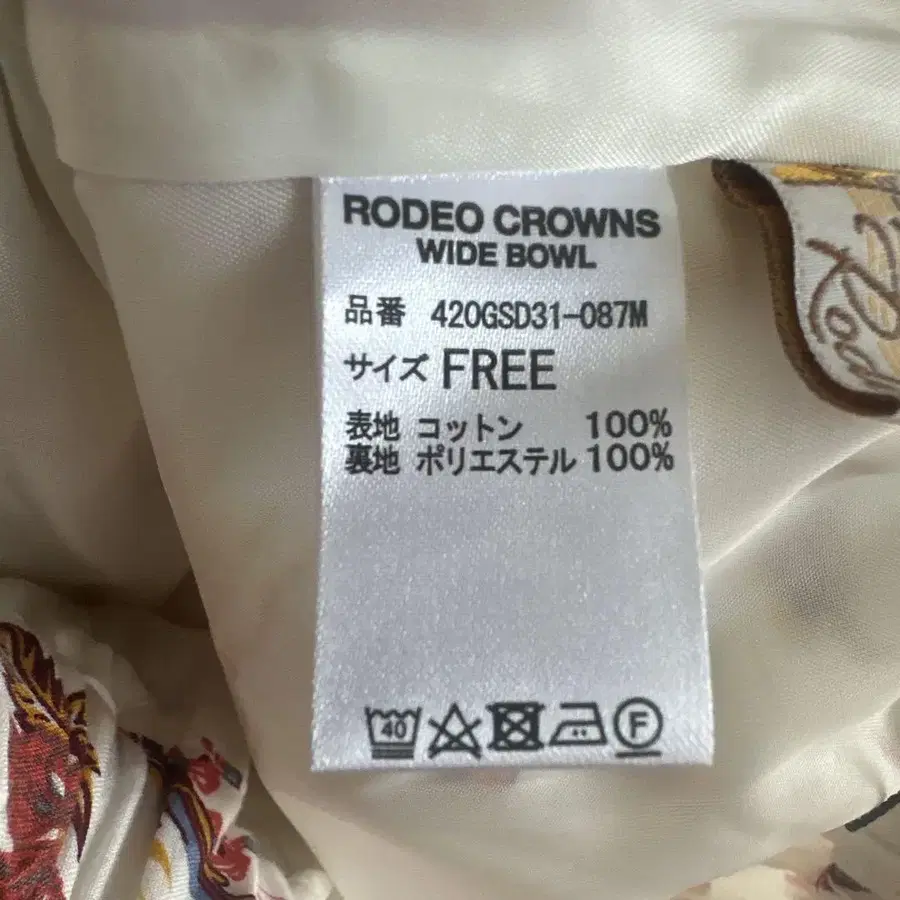 RODEO CROWNS
WIDE BOWL
品番 420GSD31-087M
サイズ FREE
表地 コットン 100%
裏地 ポリエステル 100%
40
F